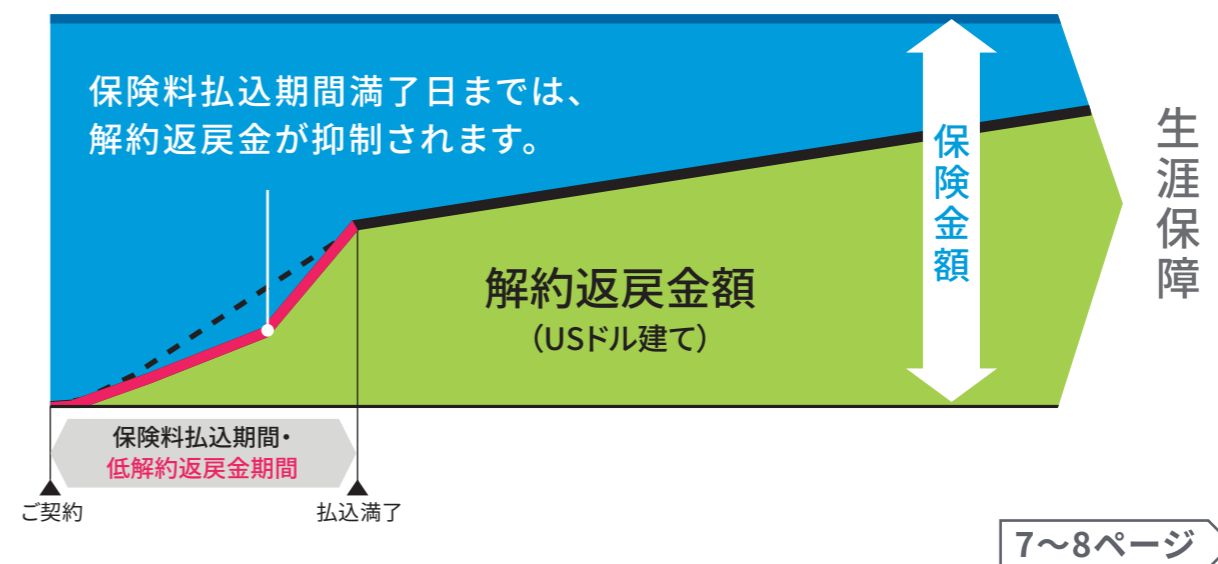 保険料払込期間満了日までは、
解約返戻金が抑制されます。
保険金額
生涯保障
解約返戻金額
（USドル建て）
保険料払込期間・
低解約返戻金期間
ご契約
払込満了
7〜8ページ